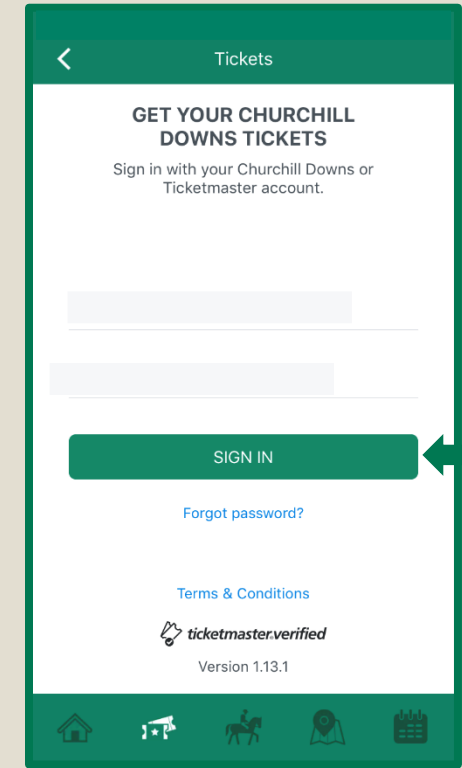 Tickets
GET YOUR CHURCHILL
DOWNS TICKETS
Sign in with your Churchill Downs or
Ticketmaster account.
SIGN IN
Forgot password?
Terms & Conditions
ticketmaster.verified
Version 1.13.1